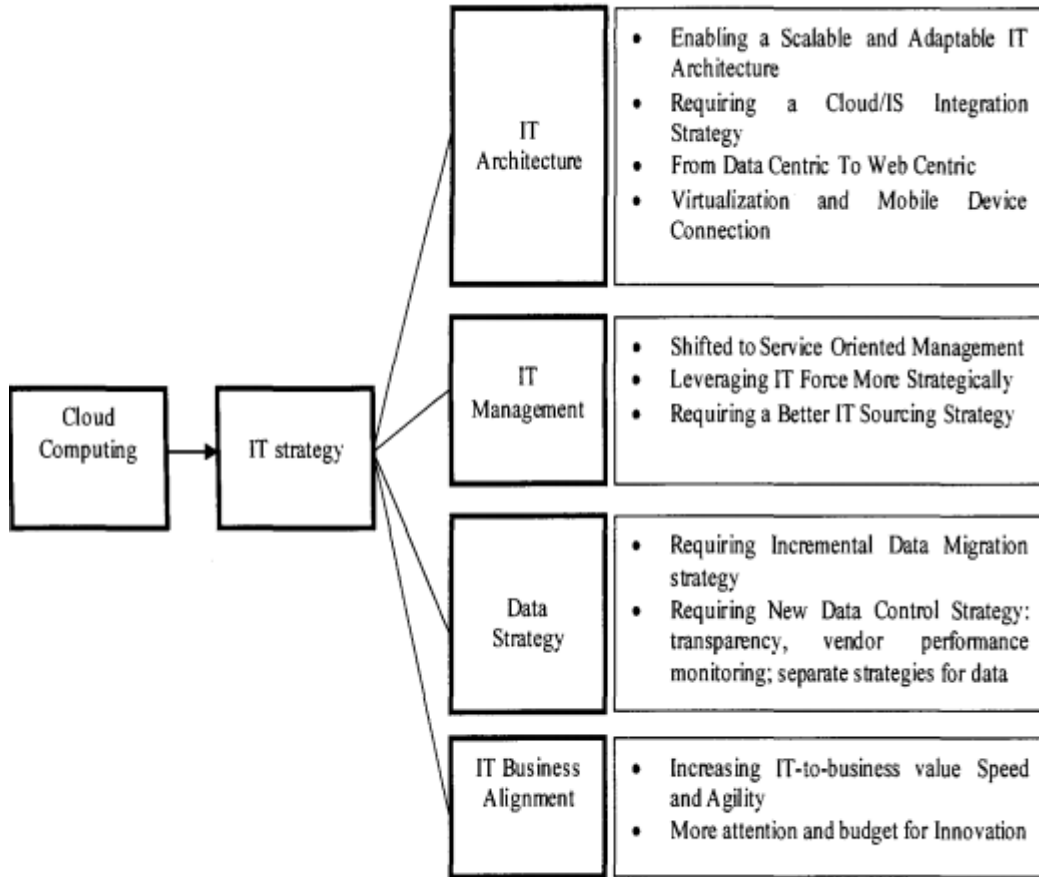 Cloud
Computing
IT strategy
IT
Architecture
• Enabling a Scalable and Adaptable IT
Architecture
• Requiring a Cloud/IS Integration
Strategy
• From Data Centric To Web Centric
• Virtualization and Mobile Device
Connection
IT
Management
• Shifted to Service Oriented Management
• Leveraging IT Force More Strategically
• Requiring a Better IT Sourcing Strategy
Data
Strategy
• Requiring Incremental Data Migration
strategy
• Requiring New Data Control Strategy:
transparency, vendor performance
monitoring; separate strategies for data
IT Business
Alignment
• Increasing IT-to-business value Speed
and Agility
• More attention and budget for Innovation